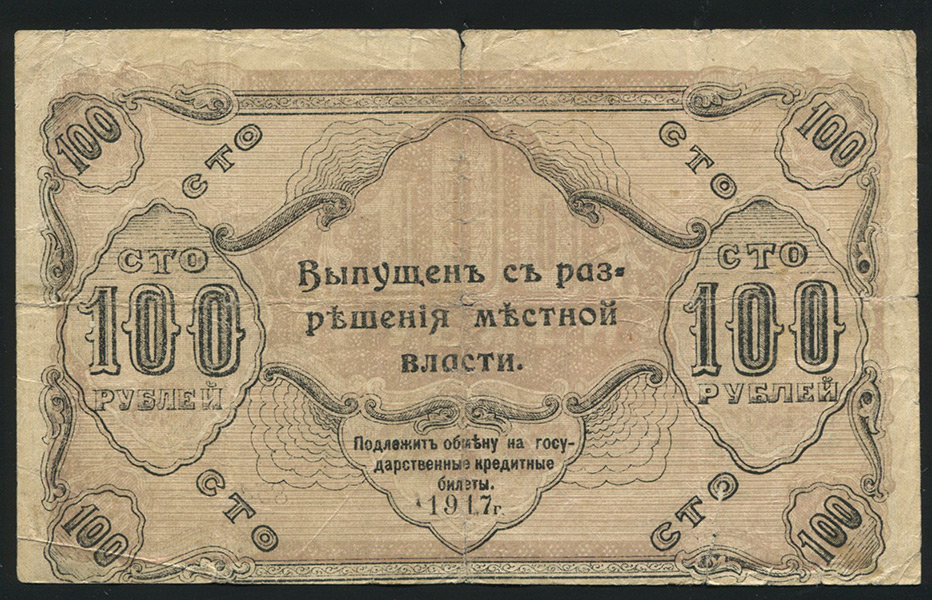 100 100
СТО СТО
СТО СТО
100 100
РУБЛЕЙ РУБЛЕЙ
Выпущенъ съ раз-
рѣшенія мѣстной
власти.
Подлежитъ обмѣну на госу-
дарственные кредитные
билеты.
1917г.
СТО СТО
100 100